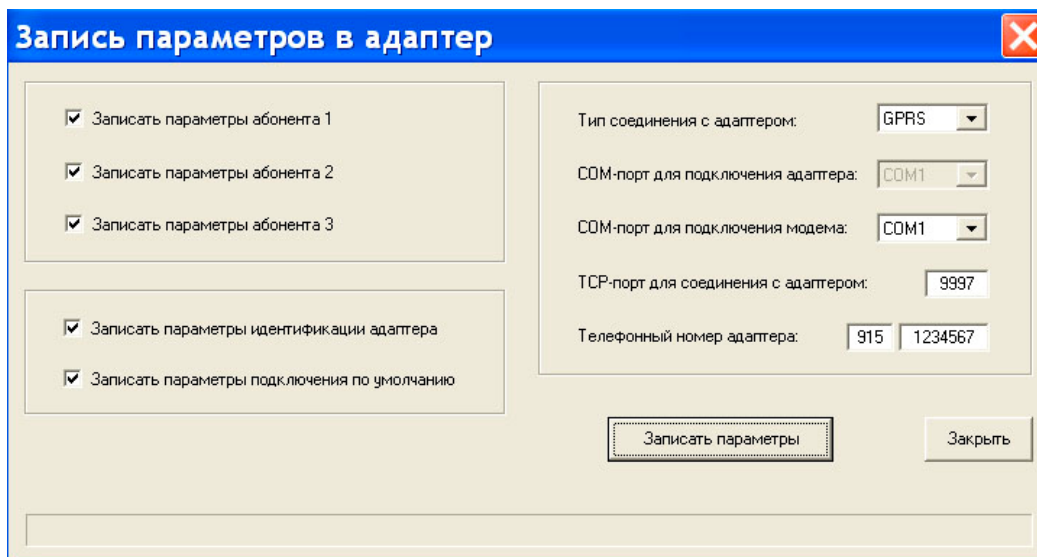 Запись параметров в адаптер
Записать параметры абонента 1
Записать параметры абонента 2
Записать параметры абонента 3
Записать параметры идентификации адаптера
Записать параметры подключения по умолчанию
Тип соединения с адаптером: GPRS
COM-порт для подключения адаптера: COM1
COM-порт для подключения модема: COM1
TCP-порт для соединения с адаптером: 9997
Телефонный номер адаптера: 915 1234567
Записать параметры Закрыть